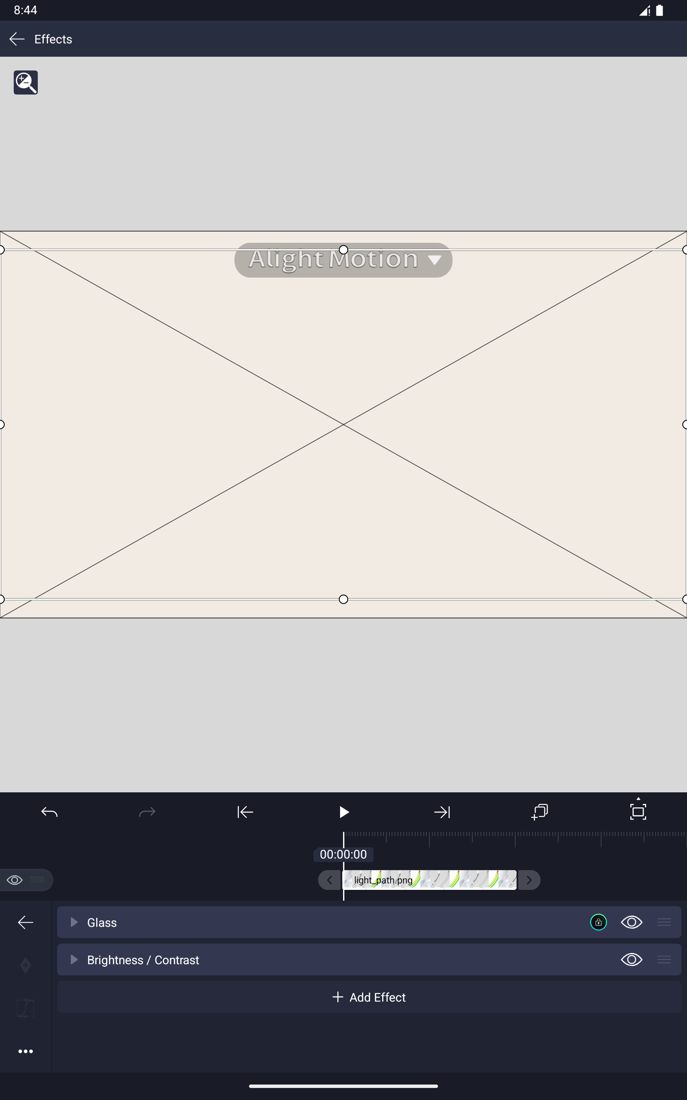 8:44
Effects
Alight Motion
00:00:00
light_path.png
Glass
Brightness / Contrast
+ Add Effect